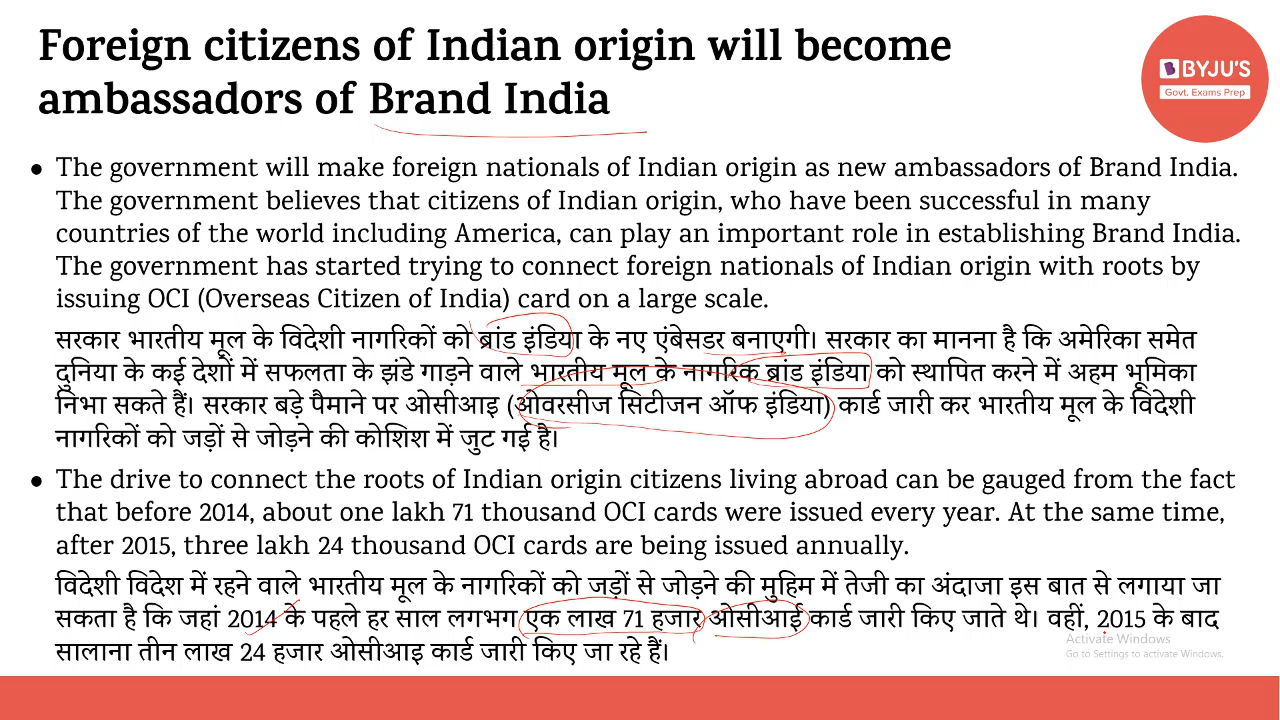 Foreign citizens of Indian origin will become
ambassadors of Brand India
BYJU'S
Govt. Exams Prep
● The government will make foreign nationals of Indian origin as new ambassadors of Brand India.
The government believes that citizens of Indian origin, who have been successful in many
countries of the world including America, can play an important role in establishing Brand India.
The government has started trying to connect foreign nationals of Indian origin with roots by
issuing OCI (Overseas Citizen of India) card on a large scale.
सरकार भारतीय मूल के विदेशी नागरिकों को ब्रांड इंडिया के नए एंबेसडर बनाएगी। सरकार का मानना है कि अमेरिका समेत
दुनिया के कई देशों में सफलता के झंडे गाड़ने वाले भारतीय मूल के नागरिक ब्रांड इंडिया को स्थापित करने में अहम भूमिका
निभा सकते हैं। सरकार बड़े पैमाने पर ओसीआइ (ओवरसीज सिटीजन ऑफ इंडिया) कार्ड जारी कर भारतीय मूल के विदेशी
नागरिकों को जड़ों से जोड़ने की कोशिश में जुट गई है।
● The drive to connect the roots of Indian origin citizens living abroad can be gauged from the fact
that before 2014, about one lakh 71 thousand OCI cards were issued every year. At the same time,
after 2015, three lakh 24 thousand OCI cards are being issued annually.
विदेशी विदेश में रहने वाले भारतीय मूल के नागरिकों को जड़ों से जोड़ने की मुहिम में तेजी का अंदाजा इस बात से लगाया जा
सकता है कि जहां 2014 के पहले हर साल लगभग एक लाख 71 हजार ओसीआई कार्ड जारी किए जाते थे। वहीं, 2015 के बाद
सालाना तीन लाख 24 हजार ओसीआइ कार्ड जारी किए जा रहे हैं।
Activate Windows
Go to Settings to activate Windows.